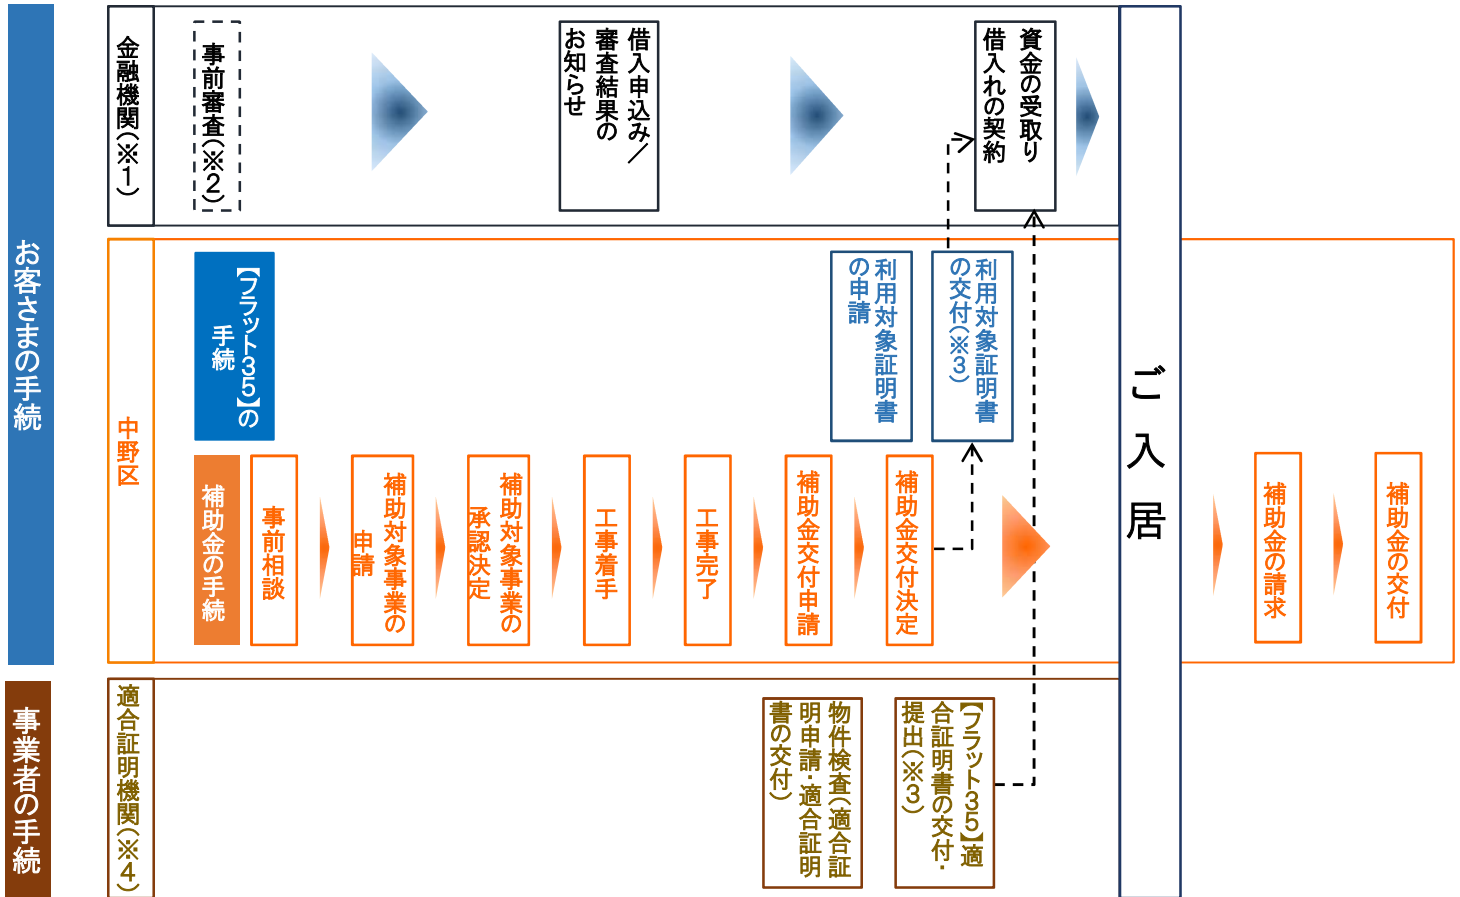 お客さまの手続
金融機関(※1)
事前審査(※2)
借入申込み／
審査結果の
お知らせ
資金の受取り
借入れの契約
中野区
【フラット35】の
手続
利用対象証明書
の申請
利用対象証明書
の交付(※3)
補助金の手続
事前相談
補助対象事業の
申請
補助対象事業の
承認決定
工事着手
工事完了
補助金交付申請
補助金交付決定
ご入居
補助金の請求
補助金の交付
事業者の手続
適合証明機関(※4)
物件検査(適合証
明申請・適合証明
書の交付)
【フラット35】適
合証明書の交付・
提出(※3)